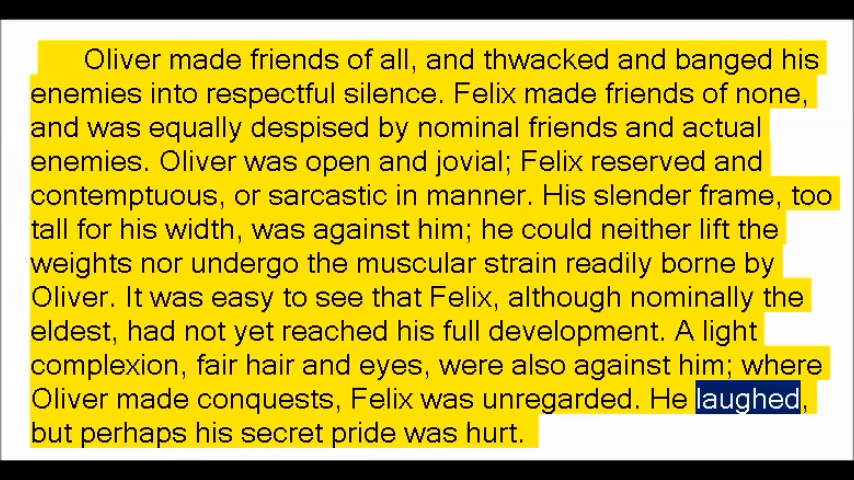 Oliver made friends of all, and thwacked and banged his
enemies into respectful silence. Felix made friends of none,
and was equally despised by nominal friends and actual
enemies. Oliver was open and jovial; Felix reserved and
contemptuous, or sarcastic in manner. His slender frame, too
tall for his width, was against him; he could neither lift the
weights nor undergo the muscular strain readily borne by
Oliver. It was easy to see that Felix, although nominally the
eldest, had not yet reached his full development. A light
complexion, fair hair and eyes, were also against him; where
Oliver made conquests, Felix was unregarded. He laughed,
but perhaps his secret pride was hurt.